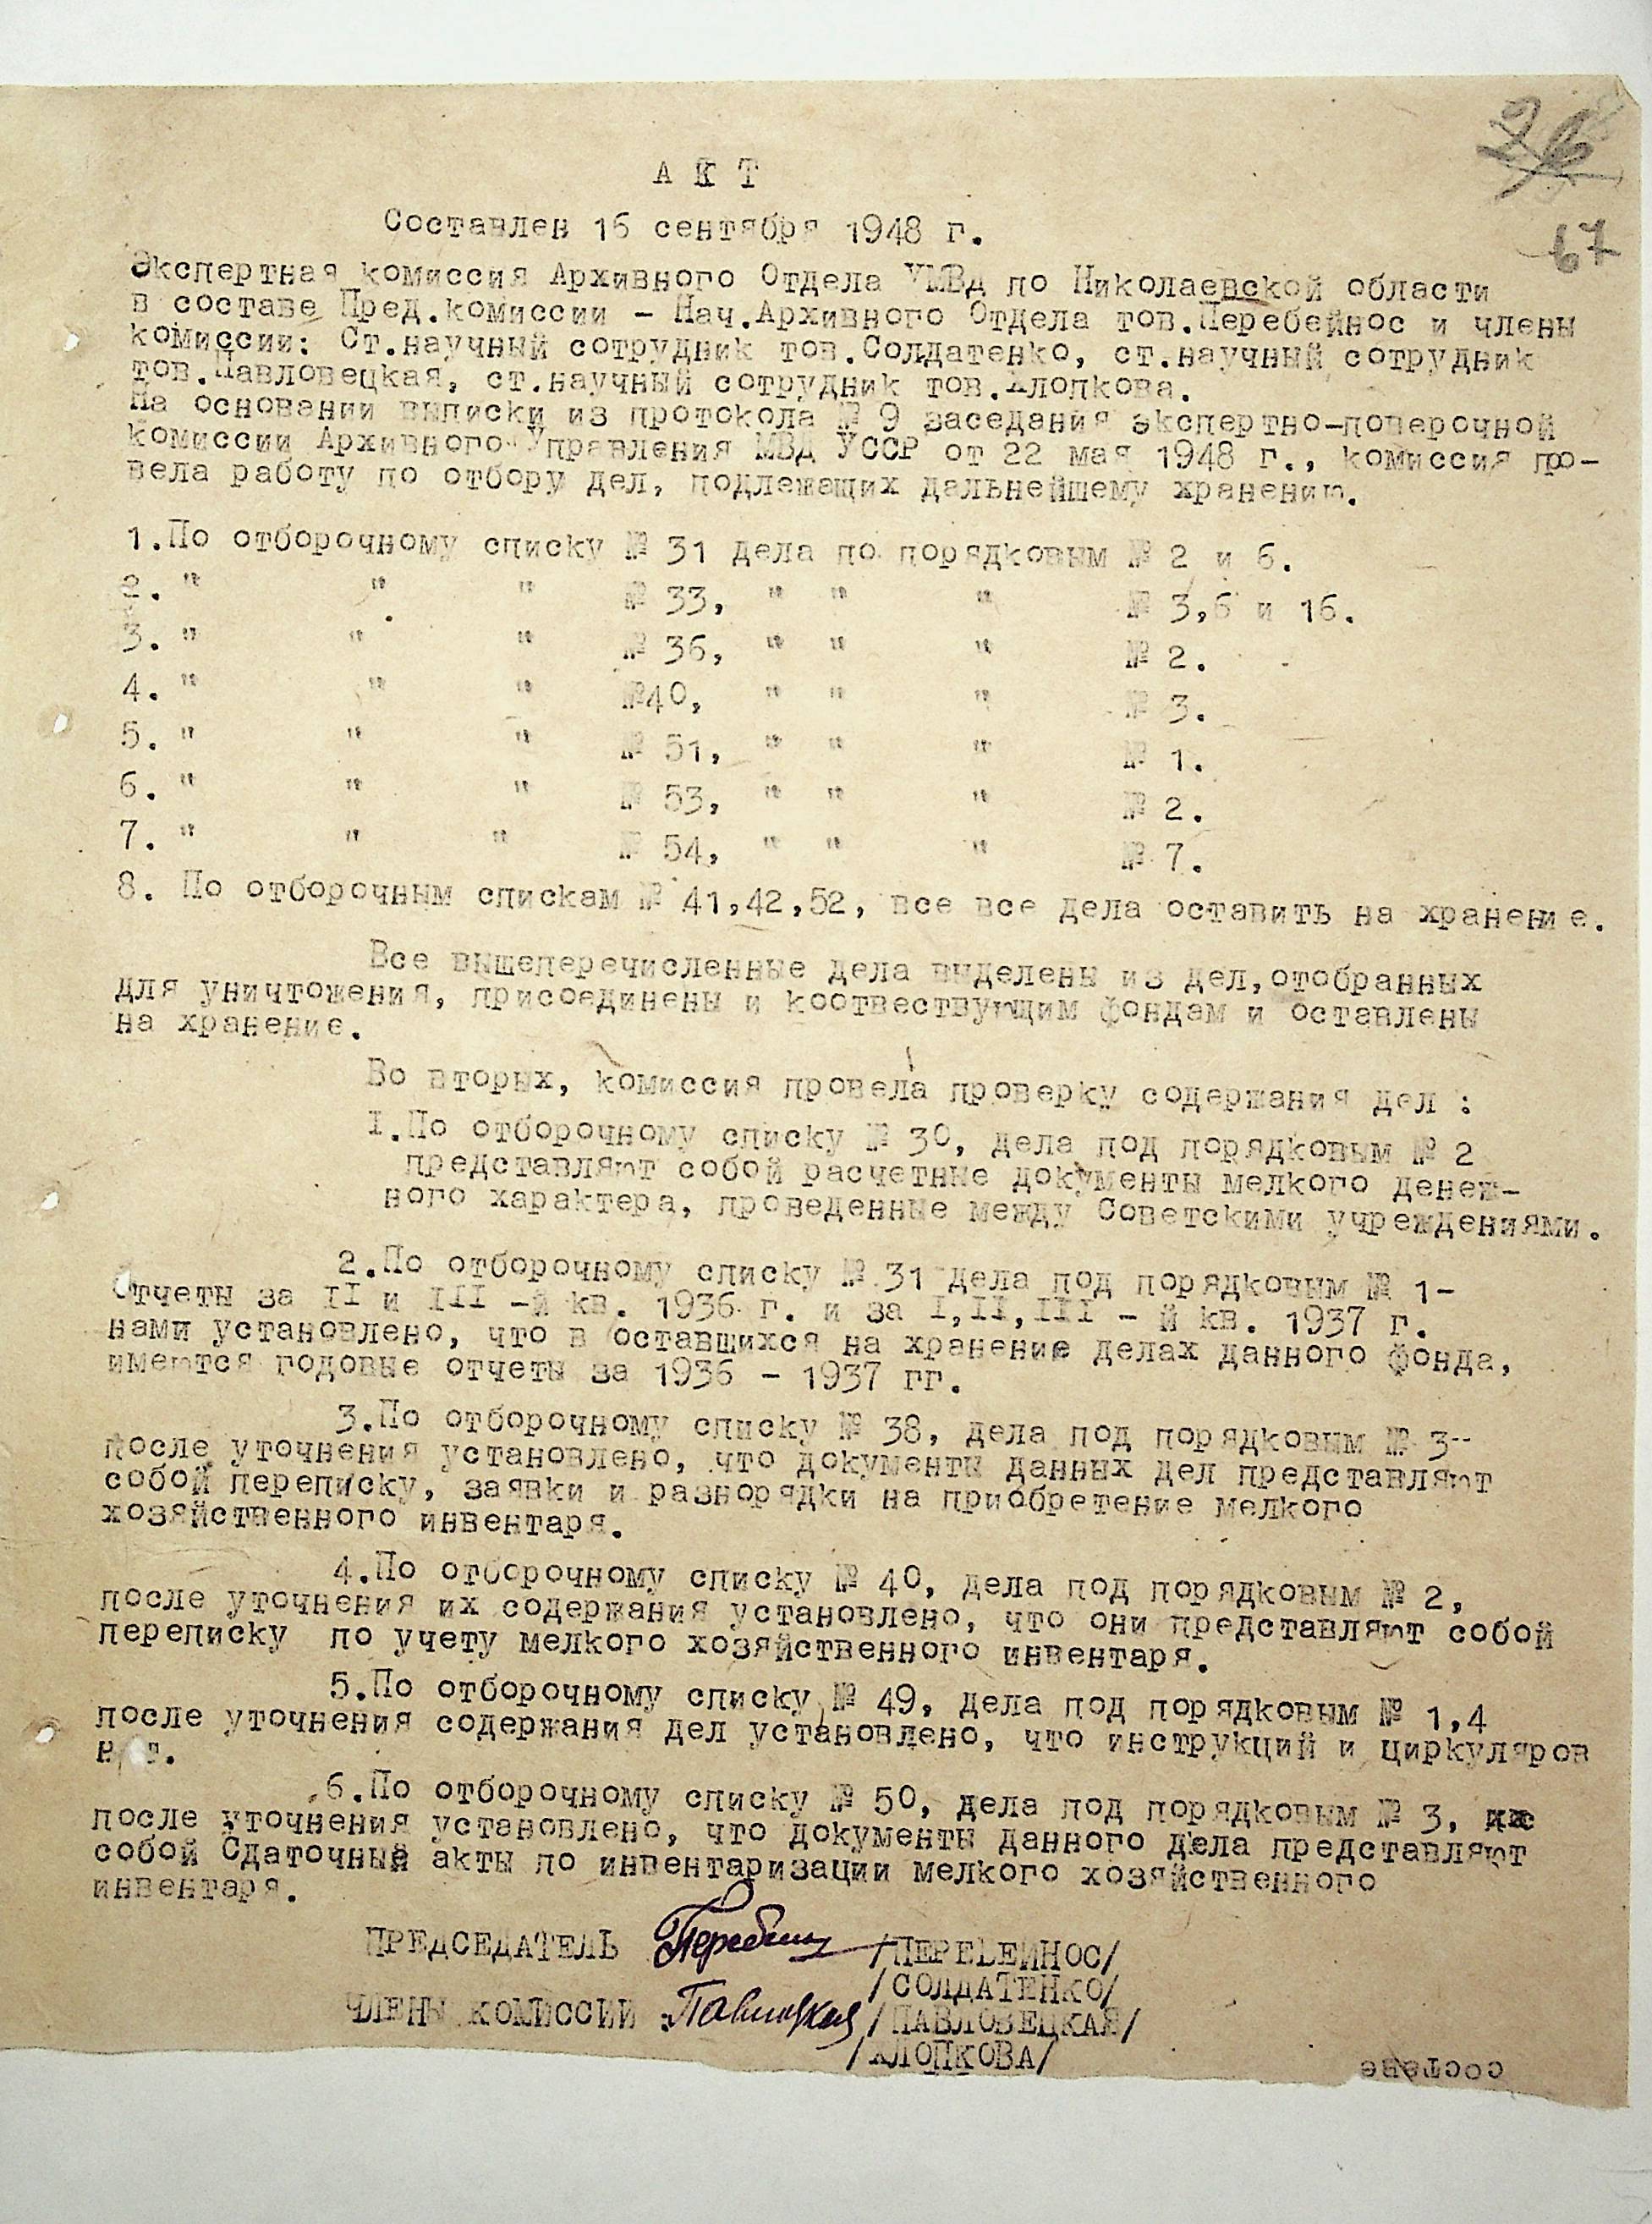 26
67
А К Т
Составлен 16 сентября 1948 г.
Экспертная комиссия Архивного Отдела УМВД по Николаевской области
в составе Пред.комиссии - Нач.Архивного Отдела тов.Перебейнос и члены
комиссии: Ст.научный сотрудник тов.Солдатенко, ст.научный сотрудник
тов.Павловецкая, ст.научный сотрудник тов.Хлопкова.
На основании выписки из протокола № 9 заседания экспертно-поверочной
комиссии Архивного Управления МВД УССР от 22 мая 1948 г., комиссия про-
вела работу по отбору дел, подлежащих дальнейшему хранению.
1.По отборочному списку № 31 дела по порядковым № 2 и 6.
2. " " " № 33, " " " № 3,6 и 16.
3. " " " № 36, " " " № 2.
4. " " " №40, " " " № 3.
5. " " " № 51, " " " № 1.
6. " " " № 53, " " " № 2.
7. " " " № 54, " " " № 7.
8. По отборочным спискам № 41,42,52, все все дела оставить на хранение.
Все вышеперечисленные дела выделены из дел,отобранных
для уничтожения, присоединены и коотвествующим фондам и оставлены
на хранение.
Во вторых, комиссия провела проверку содержания дел :
I.По отборочному списку № 30, дела под порядковым № 2
представляют собой расчетные документы мелкого денеж-
ного характера, проведенные между Советскими учреждениями.
2.По отборочному списку № 31 дела под порядковым № 1-
Отчеты за II и III -й кв. 1936 г. и за I,II,III - й кв. 1937 г.
нами установлено, что в оставшихся на хранение делах данного фонда,
имеются годовые отчеты за 1936 - 1937 гг.
3.По отборочному списку № 38, дела под порядковым № 3--
после уточнения установлено, что документы данных дел представляют
собой переписку, заявки и разнорядки на приобретение мелкого
хозяйственного инвентаря.
4.По отборочному списку № 40, дела под порядковым № 2,
после уточнения их содержания установлено, что они представляют собой
переписку по учету мелкого хозяйственного инвентаря.
5.По отборочному списку № 49, дела под порядковым № 1,4
после уточнения содержания дел установлено, что инструкций и циркуляров
нет.
6.По отборочному списку № 50, дела под порядковым № 3,
после уточнения установлено, что документы данного дела представляют
собой Сдаточный акты по инвентаризации мелкого хозяйственного
инвентаря.
ПРЕДСЕДАТЕЛЬ Перебейнос /ПЕРЕБЕЙНОС/
/СОЛДАТЕНКО/
ЧЛЕНЫ КОМИССИИ :Павловецкая /ПАВЛОВЕЦКАЯ/
/ХЛОПКОВА/
составе